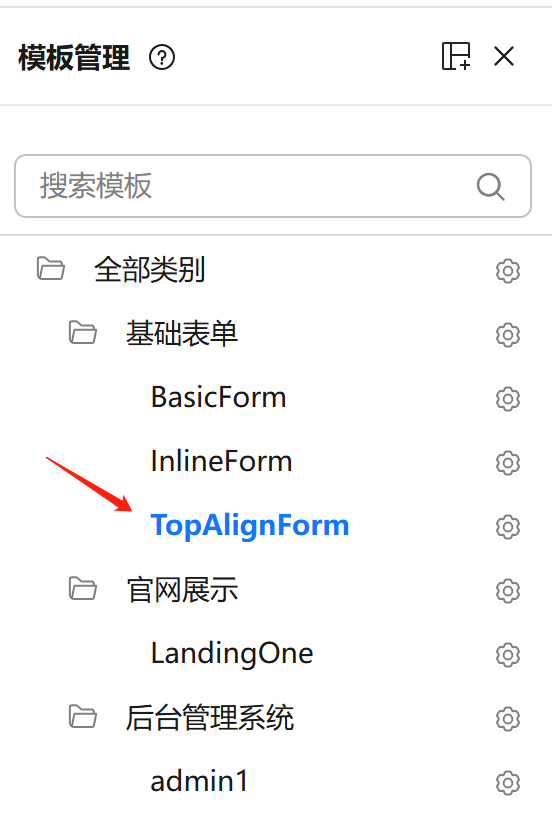 模板管理
搜索模板
全部类别
基础表单
BasicForm
InlineForm
TopAlignForm
官网展示
LandingOne
后台管理系统
admin1